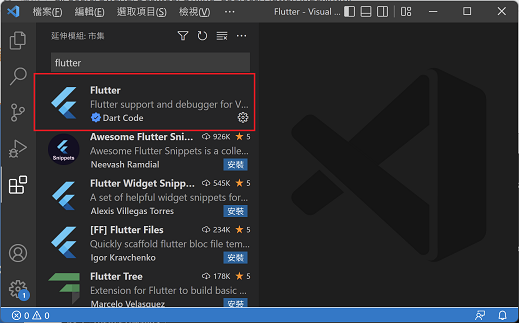 檔案(F) 編輯(E) 選取項目(S) 檢視(V) ··· Flutter - Visual ...
延伸模組: 市集
flutter
Flutter
Flutter support and debugger for V...
Dart Code
Awesome Flutter Sni... 926K ★ 5
Awesome Flutter Snippets is a colle...
Neevash Ramdial 安裝
Snippets
Flutter Widget Snipp... 545K ★ 5
A set of helpful widget snippets for...
Alexis Villegas Torres 安裝
[FF] Flutter Files 234K ★ 5
Quickly scaffold flutter bloc file tem...
Igor Kravchenko 安裝
Flutter Tree 178K ★ 5
Extension for Flutter to build basic ...
Marcelo Velasquez 安裝
1
0 0